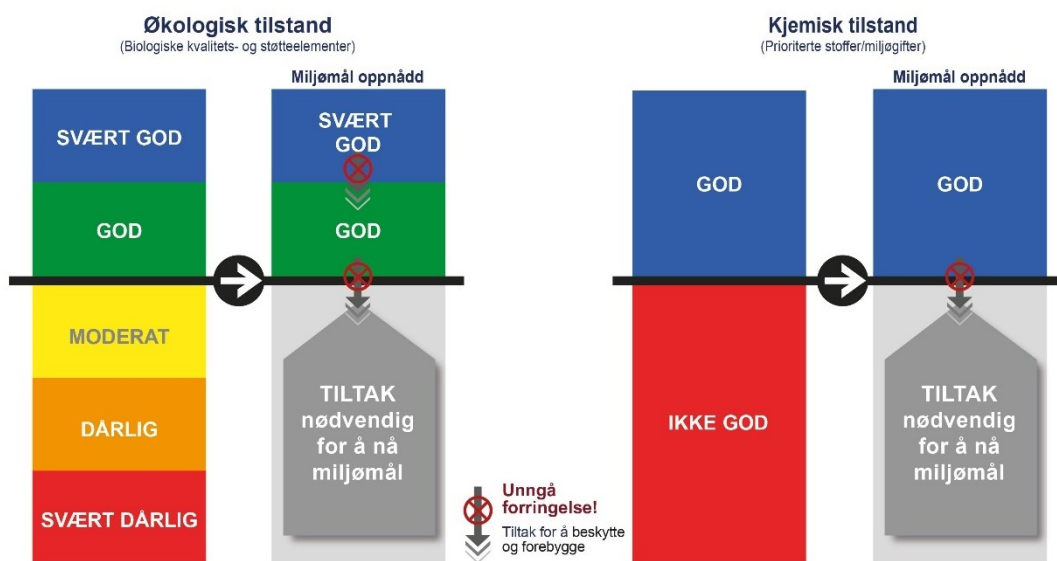 Økologisk tilstand
(Biologiske kvalitets- og støtteelementer)
Miljømål oppnådd
SVÆRT GOD
GOD
MODERAT
DÅRLIG
SVÆRT DÅRLIG
SVÆRT
GOD
GOD
TILTAK
nødvendig
for å nå
miljømål
Unngå
forringelse!
Tiltak for å beskytte
og forebygge
Kjemisk tilstand
(Prioriterte stoffer/miljøgifter)
Miljømål oppnådd
GOD
IKKE GOD
GOD
TILTAK
nødvendig
for å nå
miljømål